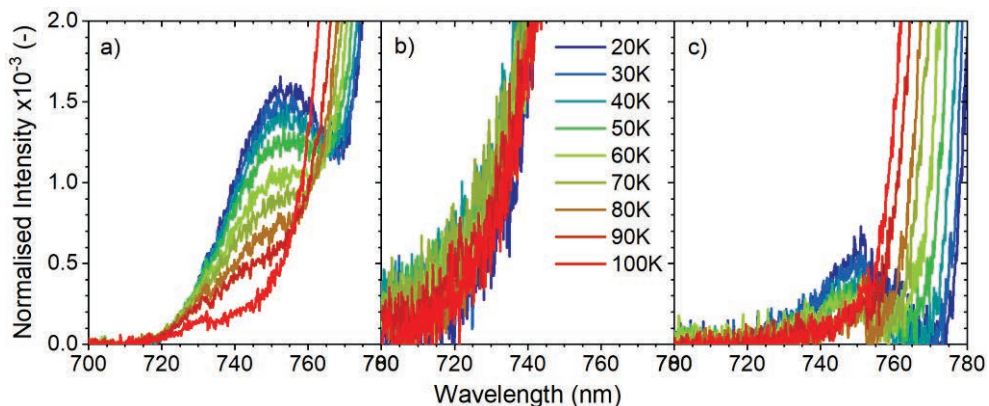 Normalised Intensity x10-3 (-)
2.0
1.5
1.0
0.5
0.0
a)
b)
c)
20K
30K
40K
50K
60K
70K
80K
90K
100K
700 720 740 760 780 720 740 760 780 720 740 760 780
Wavelength (nm)